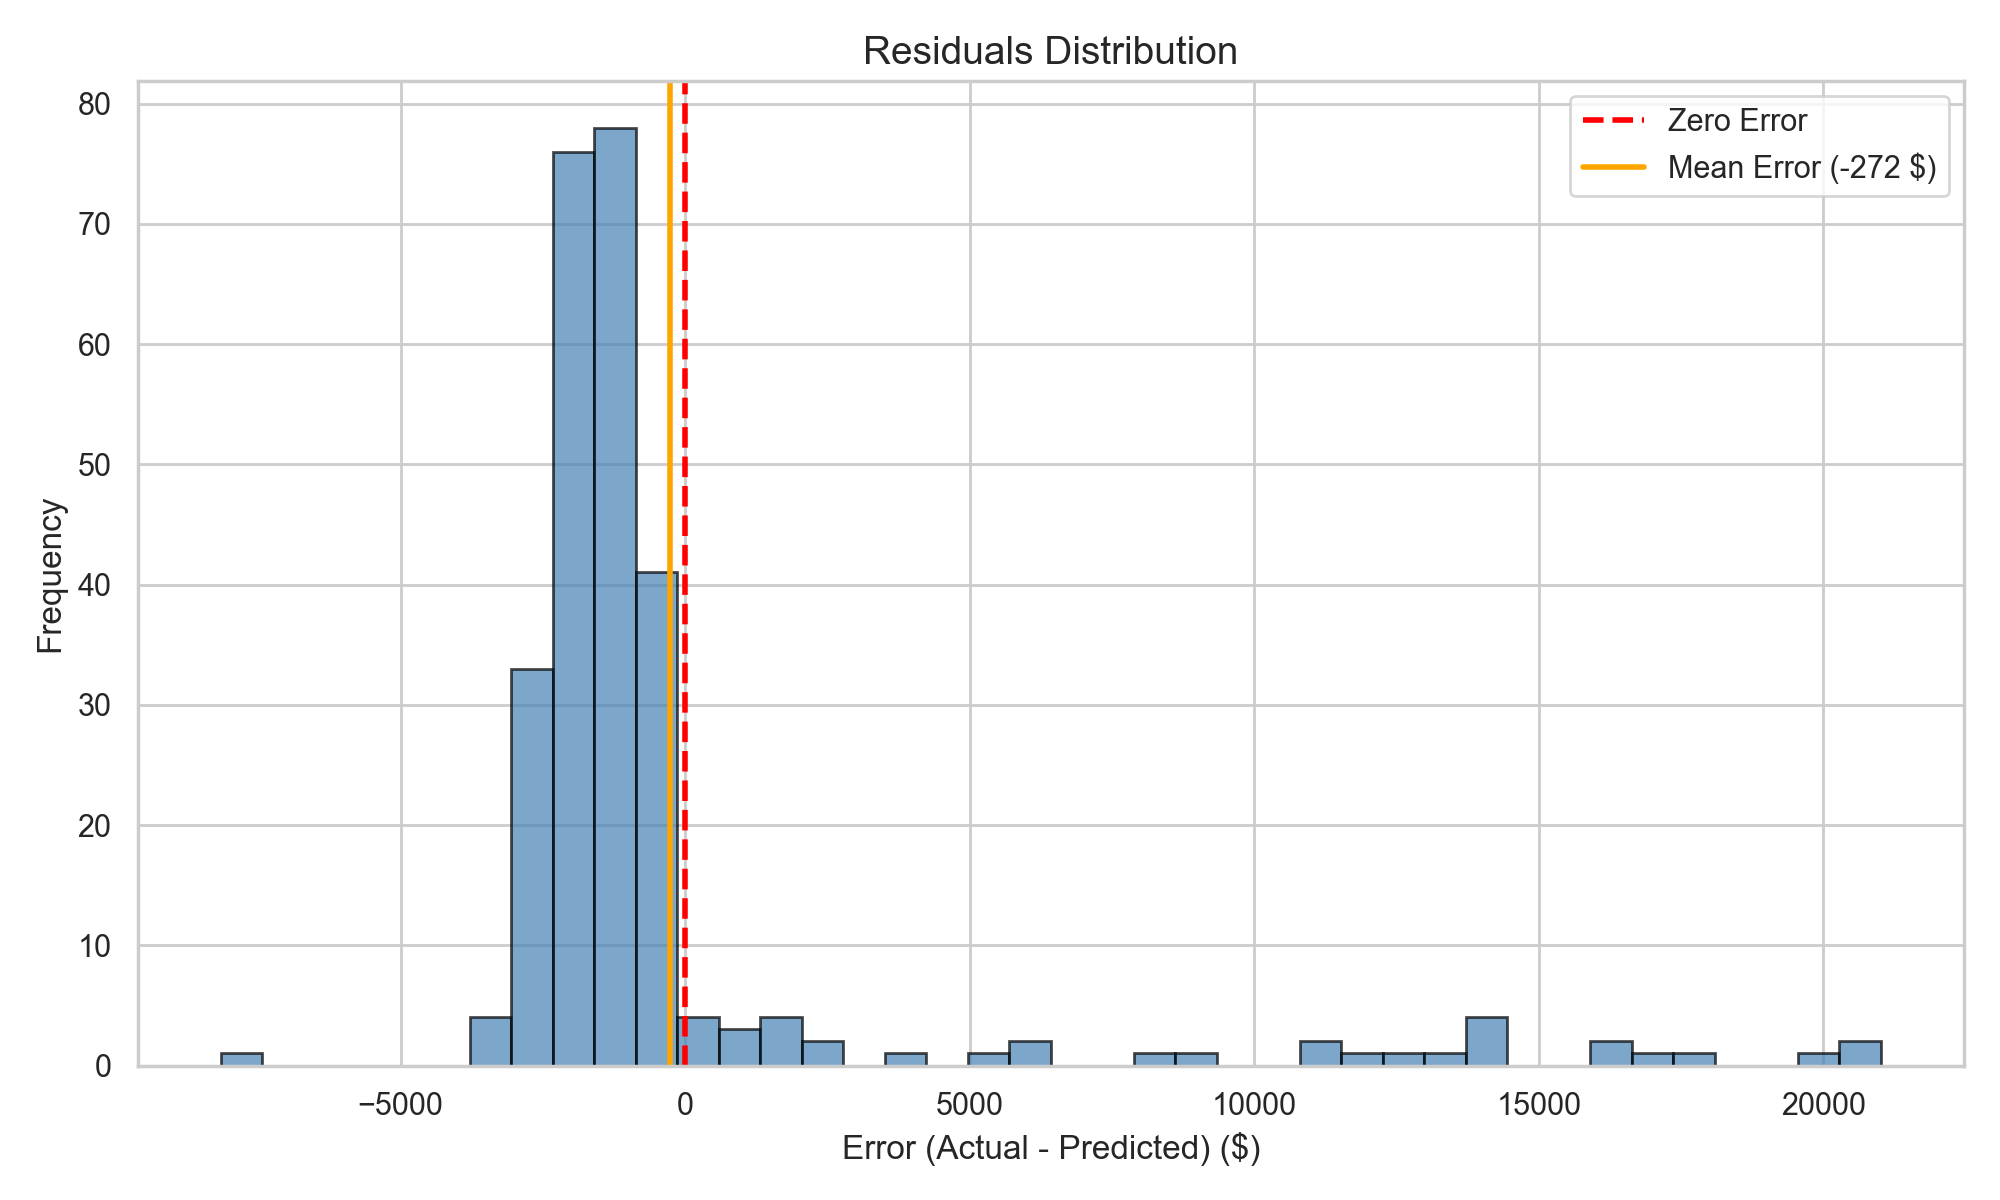 Residuals Distribution
Zero Error
Mean Error (-272 $)
Frequency
80
70
60
50
40
30
20
10
0
−5000 0 5000 10000 15000 20000
Error (Actual - Predicted) ($)